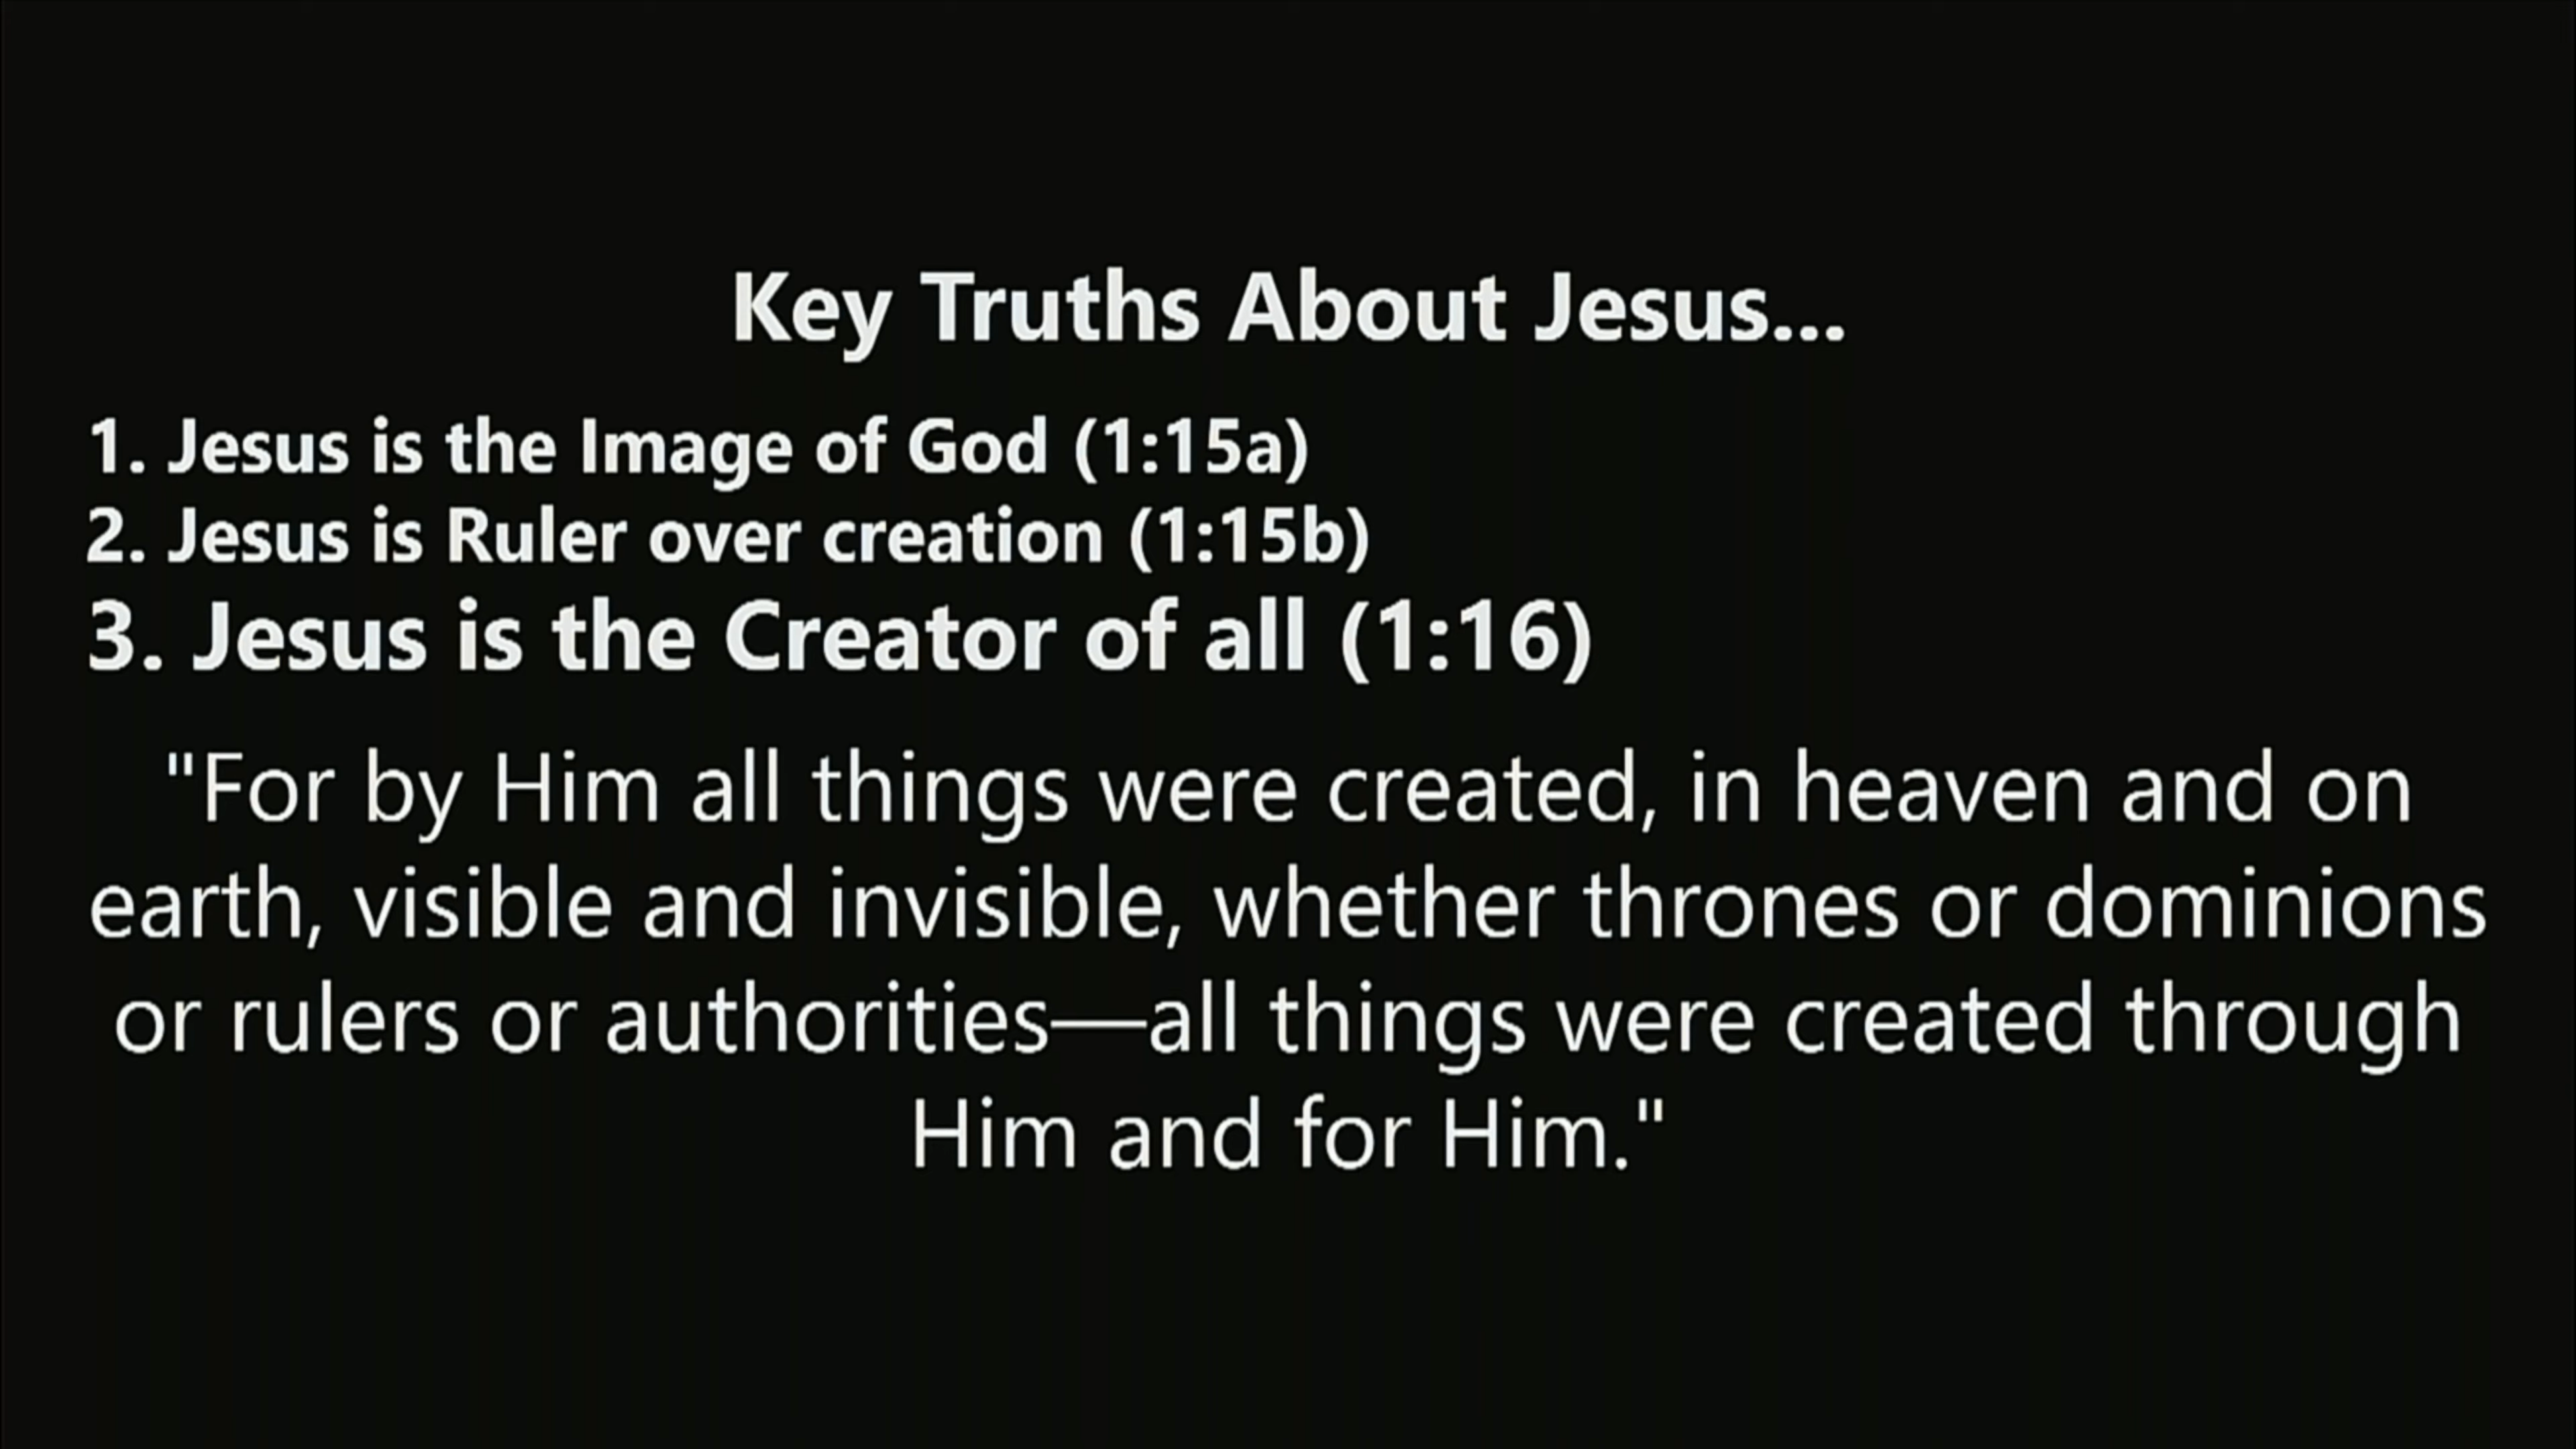 Key Truths About Jesus...
1. Jesus is the Image of God (1:15a)
2. Jesus is Ruler over creation (1:15b)
3. Jesus is the Creator of all (1:16)
"For by Him all things were created, in heaven and on
earth, visible and invisible, whether thrones or dominions
or rulers or authorities—all things were created through
Him and for Him."